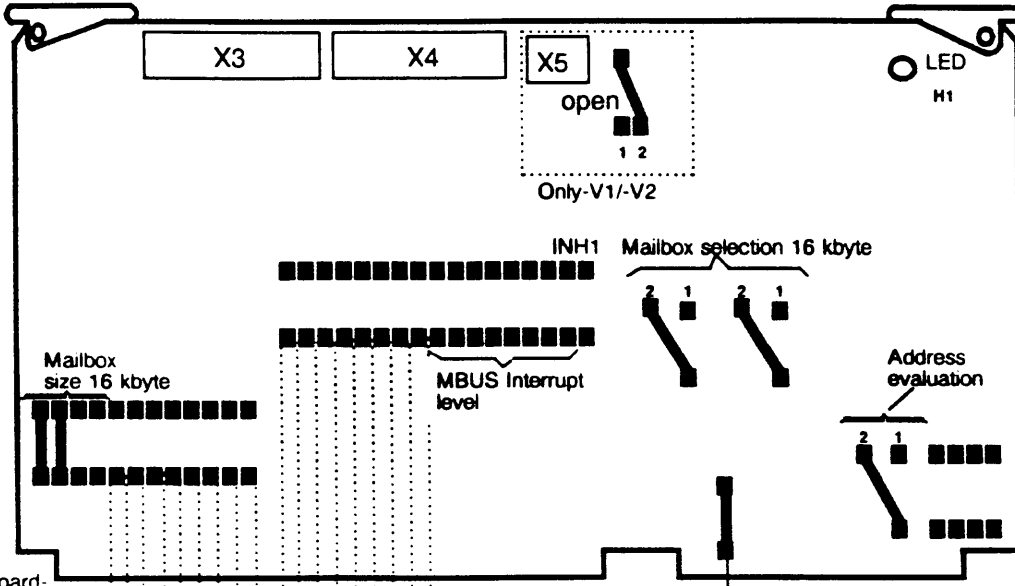 X3
X4
X5
open
1 2
Only-V1/-V2
LED
H1
INH1
Mailbox selection 16 kbyte
2 1 2 1
Mailbox
size 16 kbyte
MBUS Interrupt
level
Address
evaluation
2 1